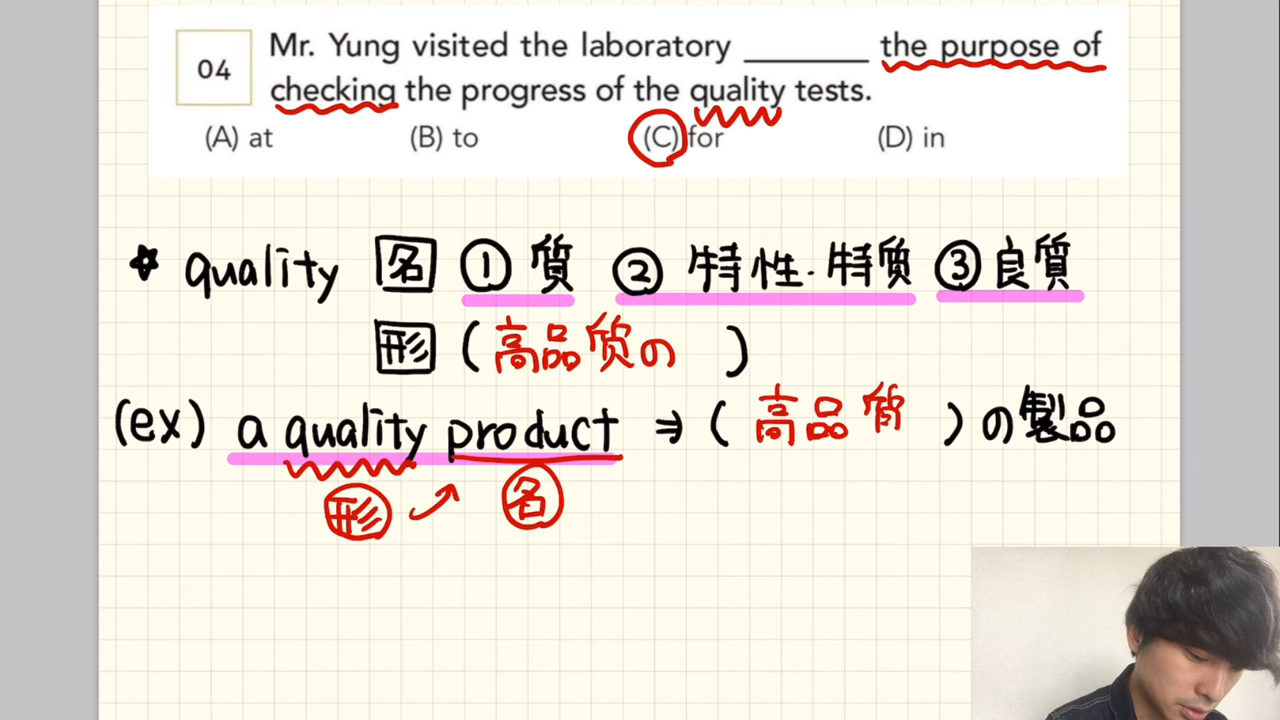 04
Mr. Yung visited the laboratory ________ the purpose of
checking the progress of the quality tests.
(A) at (B) to (C) for (D) in
★ quality 名 ① 質 ② 特性・特質 ③ 良質
形 (高品質の )
(ex) a quality product ⇒ ( 高品質 )の製品
形 名